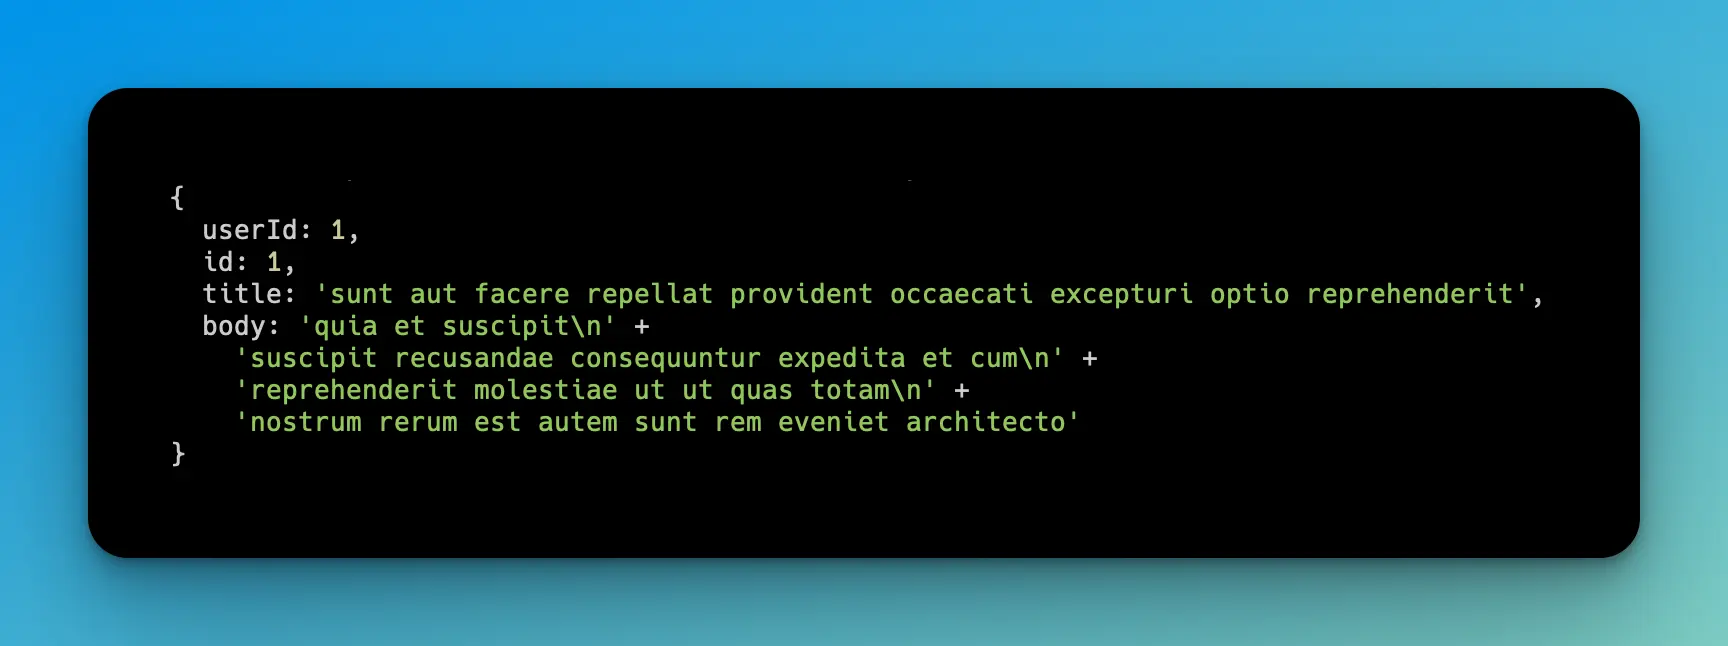 {
  userId: 1,
  id: 1,
  title: 'sunt aut facere repellat provident occaecati excepturi optio reprehenderit',
  body: 'quia et suscipit\n' +
    'suscipit recusandae consequuntur expedita et cum\n' +
    'reprehenderit molestiae ut ut quas totam\n' +
    'nostrum rerum est autem sunt rem eveniet architecto'
}